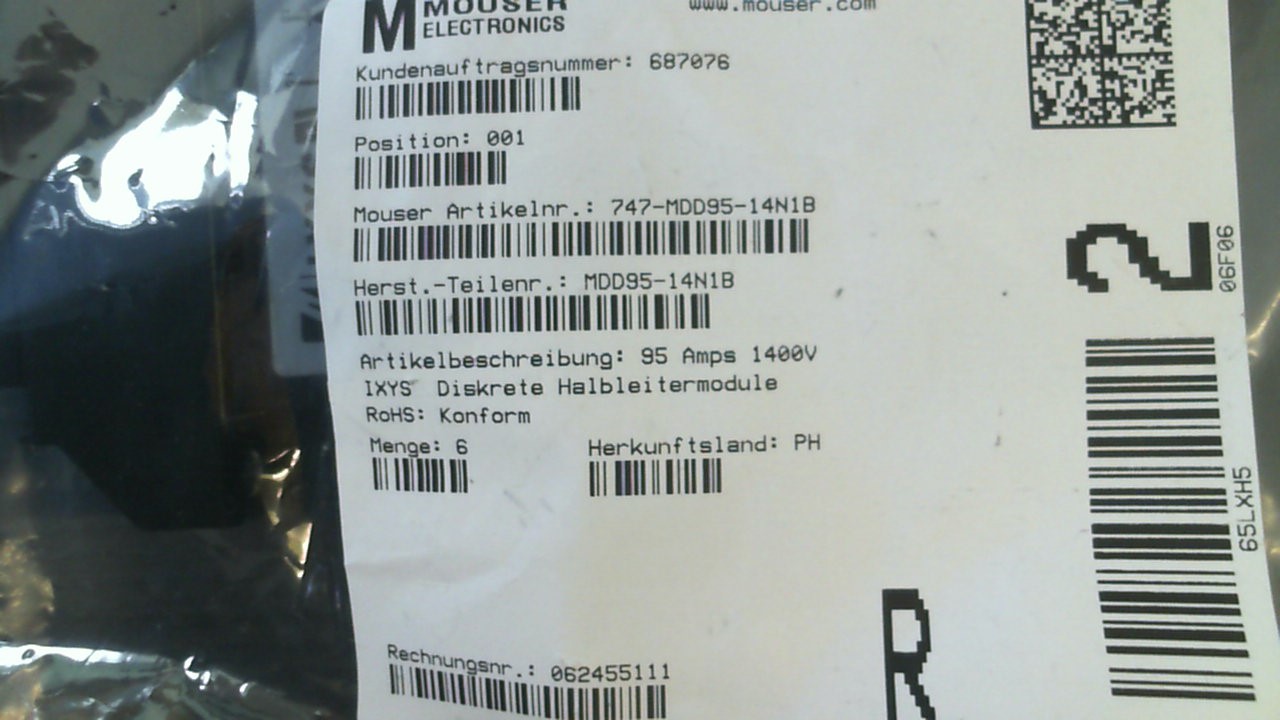 MOUSER
ELECTRONICS
www.mouser.com
Kundenauftragsnummer: 687076
Position: 001
Mouser Artikelnr.: 747-MDD95-14N1B
Herst.-Teilenr.: MDD95-14N1B
Artikelbeschreibung: 95 Amps 1400V
IXYS Diskrete Halbleitermodule
RoHS: Konform
Menge: 6
Herkunftsland: PH
Rechnungsnr.: 062455111
2
06F06
65LXH5
R